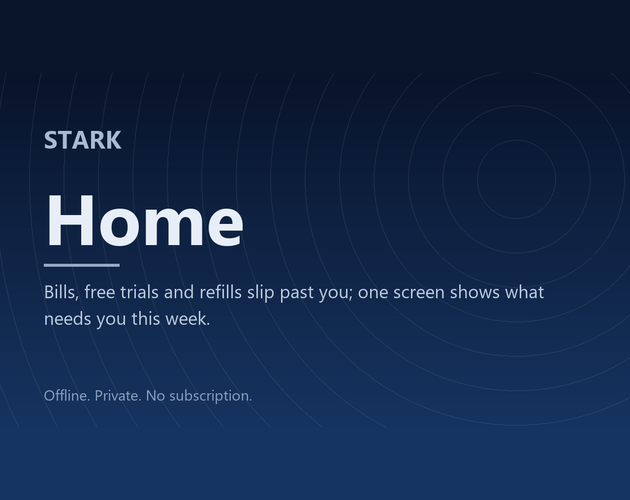 STARK
Home
Bills, free trials and refills slip past you; one screen shows what
needs you this week.
Offline. Private. No subscription.